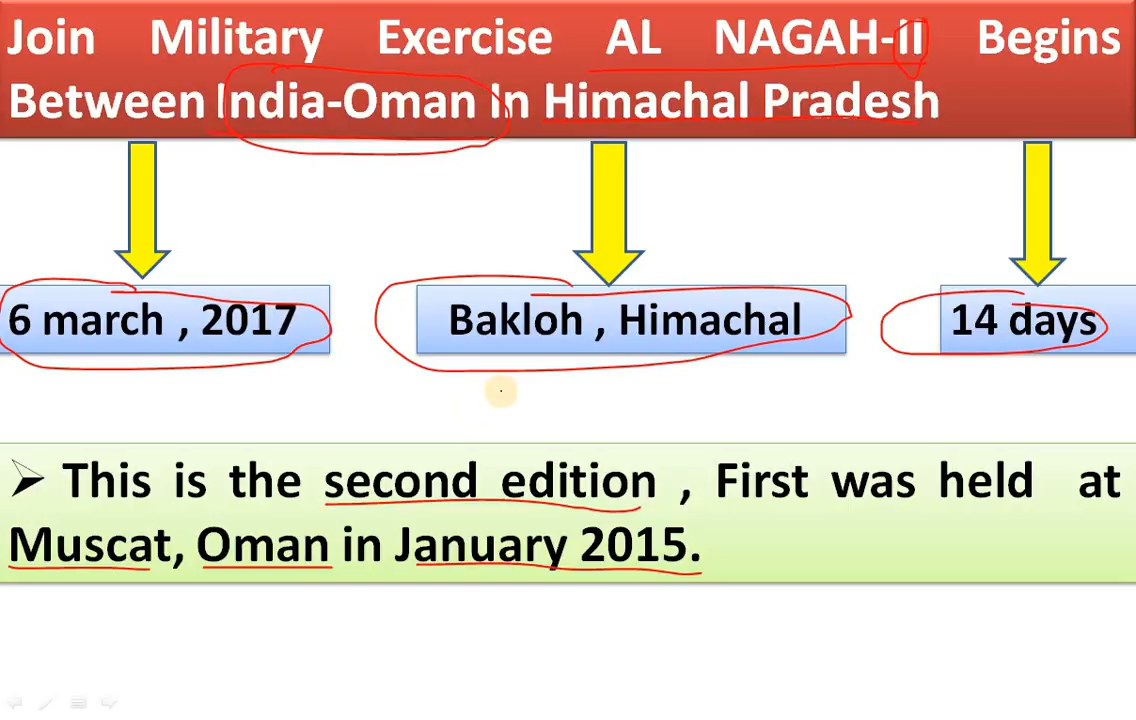 Join Military Exercise AL NAGAH-II Begins
Between India-Oman in Himachal Pradesh
6 march , 2017
Bakloh , Himachal
14 days
This is the second edition , First was held at
Muscat, Oman in January 2015.